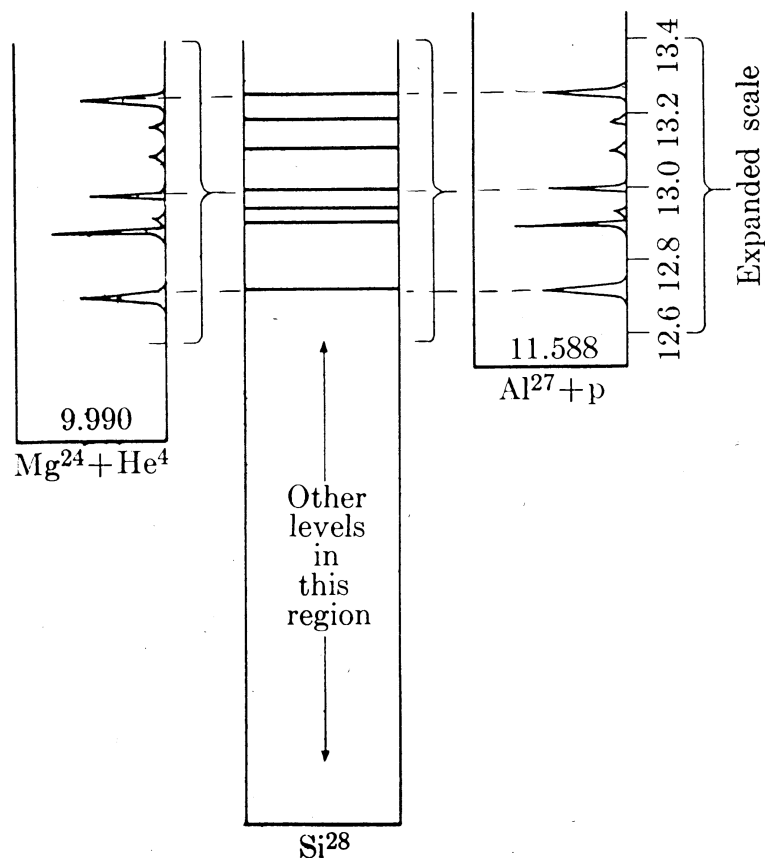 9.990
Mg²⁴+He⁴
Other
levels
in
this
region
Si²⁸
11.588
Al²⁷+p
13.4
13.2
13.0
12.8
12.6
Expanded scale